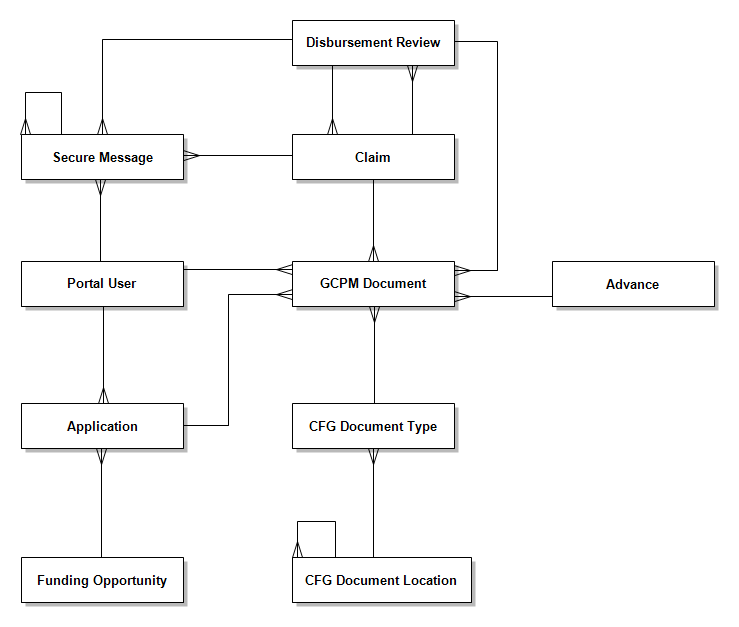 Disbursement Review
Secure Message
Claim
Portal User
GCPM Document
Advance
Application
CFG Document Type
Funding Opportunity
CFG Document Location